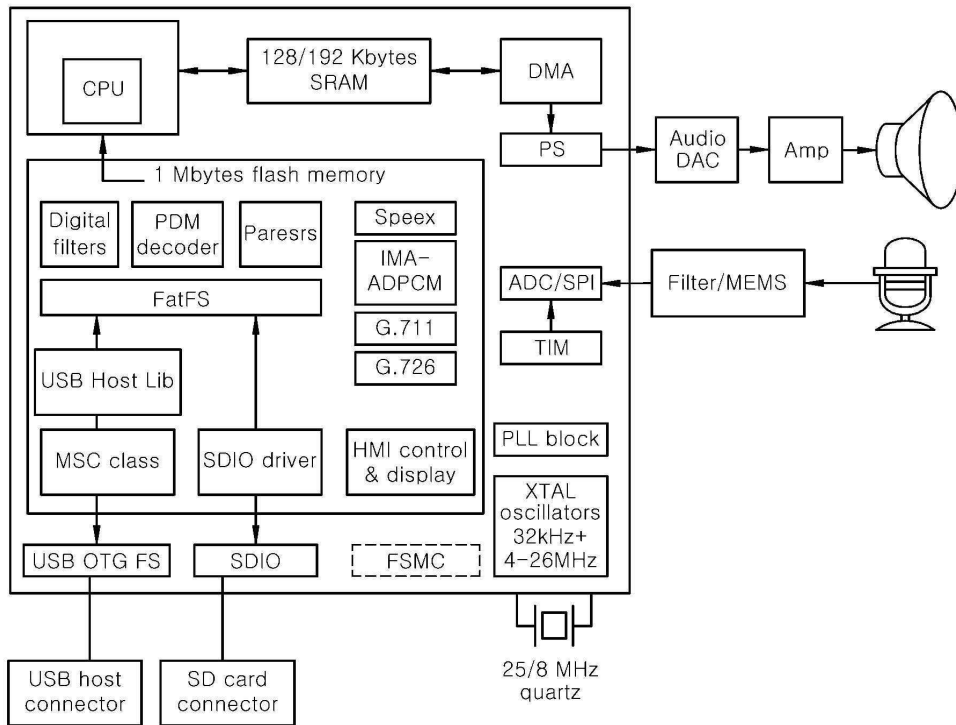 CPU
128/192 Kbytes
SRAM
DMA
PS
Audio
DAC
Amp
1 Mbytes flash memory
Digital
filters
PDM
decoder
Paresrs
Speex
IMA-
ADPCM
G.711
G.726
FatFS
ADC/SPI
Filter/MEMS
TIM
USB Host Lib
MSC class
SDIO driver
HMI control
& display
PLL block
XTAL
oscillators
32kHz+
4-26MHz
USB OTG FS
SDIO
FSMC
USB host
connector
SD card
connector
25/8 MHz
quartz